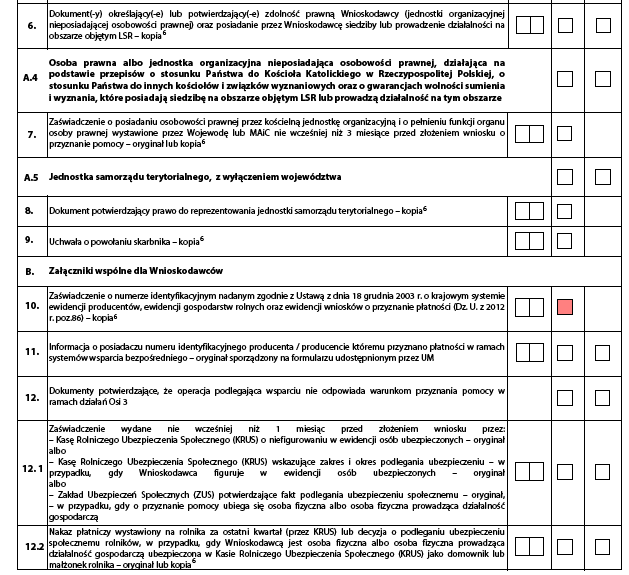 6. Dokument(-y) określający(-e) lub potwierdzający(-e) zdolność prawną Wnioskodawcy (jednostki organizacyjnej
nieposiadającej osobowości prawnej) oraz posiadanie przez Wnioskodawcę siedziby lub prowadzenie działalności na
obszarze objętym LSR – kopia6
A.4 Osoba prawna albo jednostka organizacyjna nieposiadająca osobowości prawnej, działająca na
podstawie przepisów o stosunku Państwa do Kościoła Katolickiego w Rzeczypospolitej Polskiej, o
stosunku Państwa do innych kościołów i związków wyznaniowych oraz o gwarancjach wolności sumienia
i wyznania, które posiadają siedzibę na obszarze objętym LSR lub prowadzą działalność na tym obszarze
7. Zaświadczenie o posiadaniu osobowości prawnej przez kościelną jednostkę organizacyjną i o pełnieniu funkcji organu
osoby prawnej wystawione przez Wojewodę lub MAiC nie wcześniej niż 3 miesiące przed złożeniem wniosku o
przyznanie pomocy – oryginał lub kopia6
A.5 Jednostka samorządu terytorialnego, z wyłączeniem województwa
8. Dokument potwierdzający prawo do reprezentowania jednostki samorządu terytorialnego – kopia6
9. Uchwała o powołaniu skarbnika – kopia6
B. Załączniki wspólne dla Wnioskodawców
10. Zaświadczenie o numerze identyfikacyjnym nadanym zgodnie z Ustawą z dnia 18 grudnia 2003 r. o krajowym systemie
ewidencji producentów, ewidencji gospodarstw rolnych oraz ewidencji wniosków o przyznanie płatności (Dz. U. z 2012
r. poz.86) – kopia6
11. Informacja o posiadaczu numeru identyfikacyjnego producenta / producencie któremu przyznano płatności w ramach
systemów wsparcia bezpośredniego – oryginał sporządzony na formularzu udostępnionym przez UM
12. Dokumenty potwierdzające, że operacja podlegająca wsparciu nie odpowiada warunkom przyznania pomocy w
ramach działań Osi 3
12.1 Zaświadczenie wydane nie wcześniej niż 1 miesiąc przed złożeniem wniosku przez:
– Kasę Rolniczego Ubezpieczenia Społecznego (KRUS) o niefigurowaniu w ewidencji osób ubezpieczonych – oryginał
albo
– Kasę Rolniczego Ubezpieczenia Społecznego (KRUS) wskazujące zakres i okres podlegania ubezpieczeniu – w
przypadku, gdy Wnioskodawca figuruje w ewidencji osób ubezpieczonych – oryginał
albo
– Zakład Ubezpieczeń Społecznych (ZUS) potwierdzające fakt podlegania ubezpieczeniu społecznemu – oryginał,
– w przypadku, gdy o przyznanie pomocy ubiega się osoba fizyczna albo osoba fizyczna prowadząca działalność
gospodarczą
12.2 Nakaz płatniczy wystawiony na rolnika za ostatni kwartał (przez KRUS) lub decyzja o podleganiu ubezpieczeniu
społecznemu rolników, w przypadku, gdy Wnioskodawcą jest osoba fizyczna albo osoba fizyczna prowadząca
działalność gospodarczą ubezpieczona w Kasie Rolniczego Ubezpieczenia Społecznego (KRUS) jako domownik lub
małżonek rolnika – oryginał lub kopia6